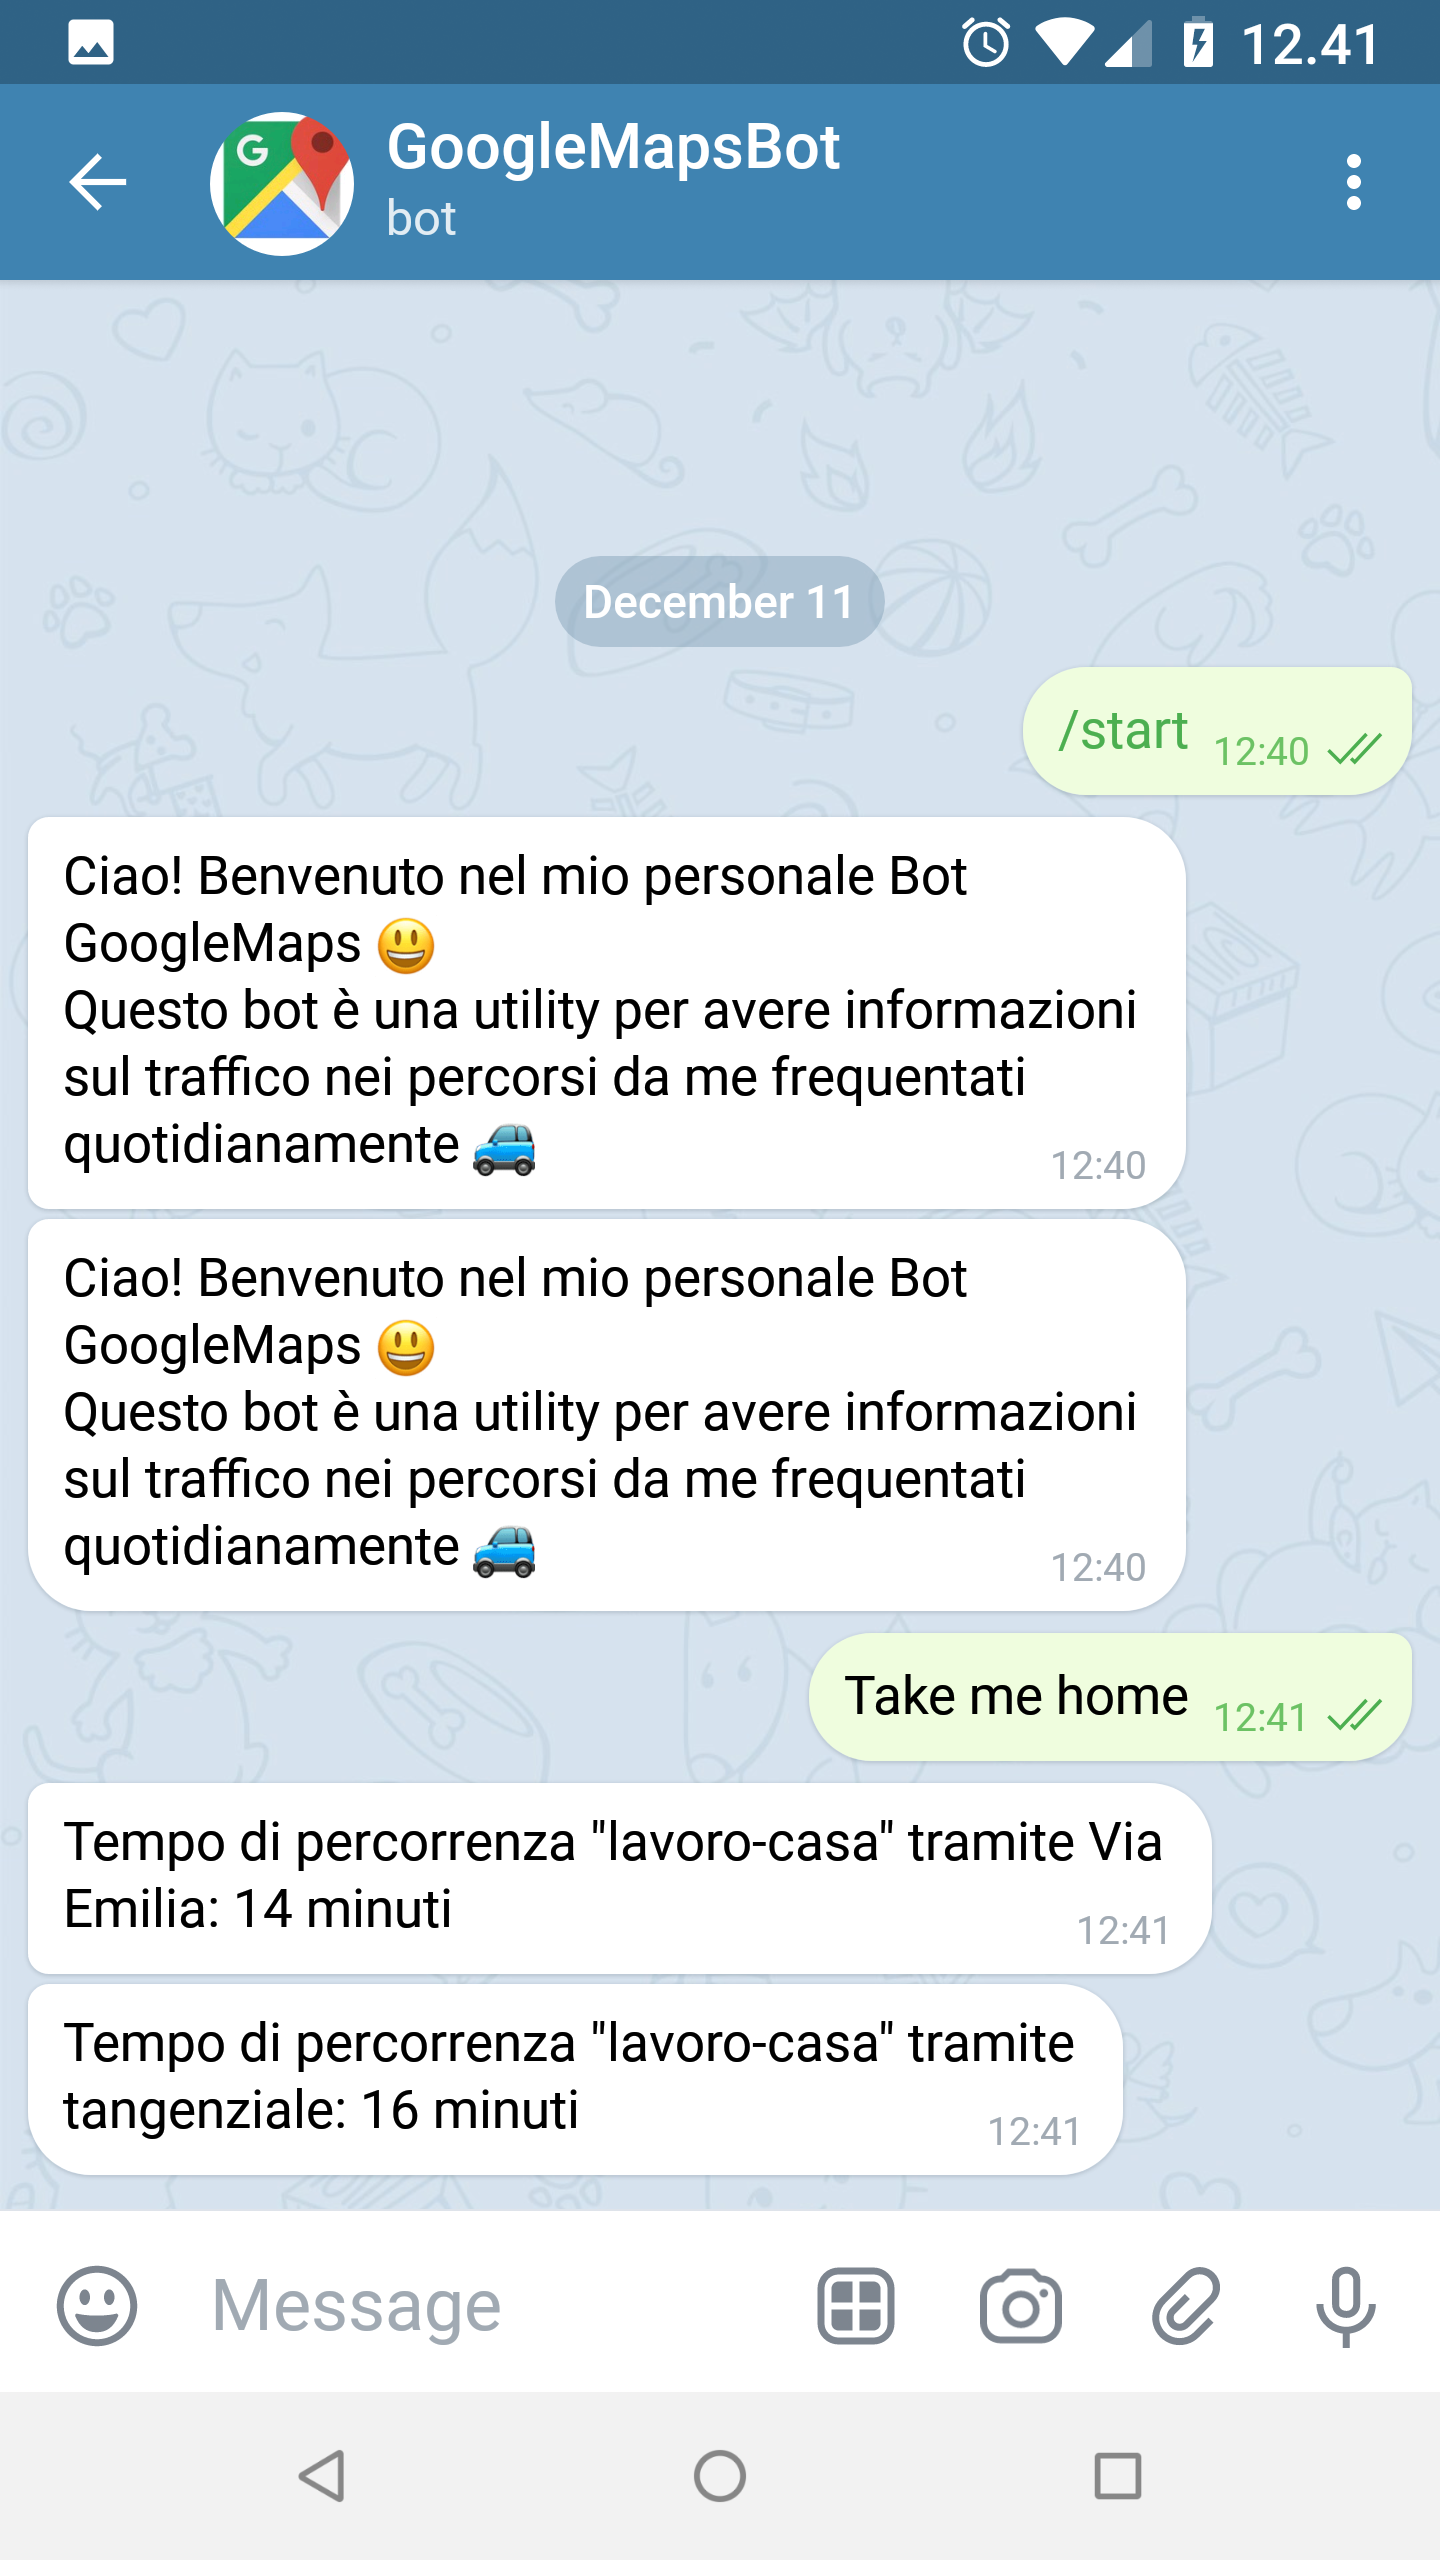 12.41
G
GoogleMapsBot
bot
December 11
/start 12:40
Ciao! Benvenuto nel mio personale Bot
GoogleMaps 😃
Questo bot è una utility per avere informazioni
sul traffico nei percorsi da me frequentati
quotidianamente 🚙
12:40
Ciao! Benvenuto nel mio personale Bot
GoogleMaps 😃
Questo bot è una utility per avere informazioni
sul traffico nei percorsi da me frequentati
quotidianamente 🚙
12:40
Take me home 12:41
Tempo di percorrenza "lavoro-casa" tramite Via
Emilia: 14 minuti
12:41
Tempo di percorrenza "lavoro-casa" tramite
tangenziale: 16 minuti
12:41
Message